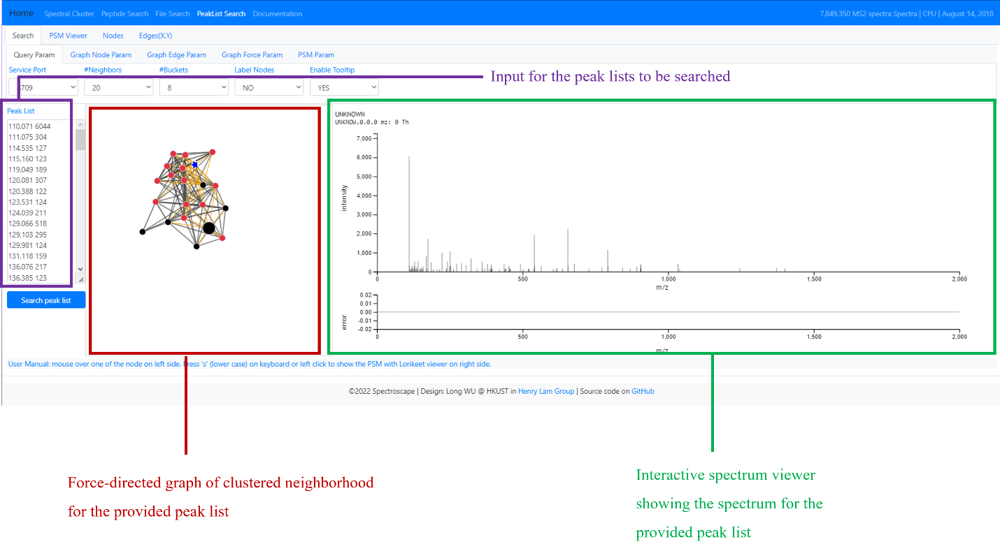 Home Spectral Cluster Peptide Search File Search PeakList Search Documentation 7,849,350 MS2 spectra Spectra | CPU | August 14, 2018
Search PSM Viewer Nodes Edges(X,Y)
Query Param Graph Node Param Graph Edge Param Graph Force Param PSM Param
Service Port #Neighbors #Buckets Label Nodes Enable Tooltip
709 20 8 NO YES
Input for the peak lists to be searched
Peak List
110.071 6044
111.075 304
114.535 127
115.160 123
119.049 189
120.081 307
120.388 122
123.531 124
124.039 211
129.066 518
129.103 295
129.981 124
131.118 159
136.076 217
136.385 123
Search peak list
UNKNOWN
UNKNOW.0.0.0 mz: 0 Th
7,000
6,000
5,000
4,000
3,000
2,000
1,000
0
intensity
0 500 1,000 1,500 2,000
m/z
0.02
0.01
0.00
-0.01
-0.02
error
0 500 1,000 1,500 2,000
m/z
User Manual: mouse over one of the node on left side. Press 's' (lower case) on keyboard or left click to show the PSM with Lorikeet viewer on right side.
©2022 Spectroscape | Design: Long WU @ HKUST in Henry Lam Group | Source code on GitHub
Force-directed graph of clustered neighborhood
for the provided peak list
Interactive spectrum viewer
showing the spectrum for the
provided peak list